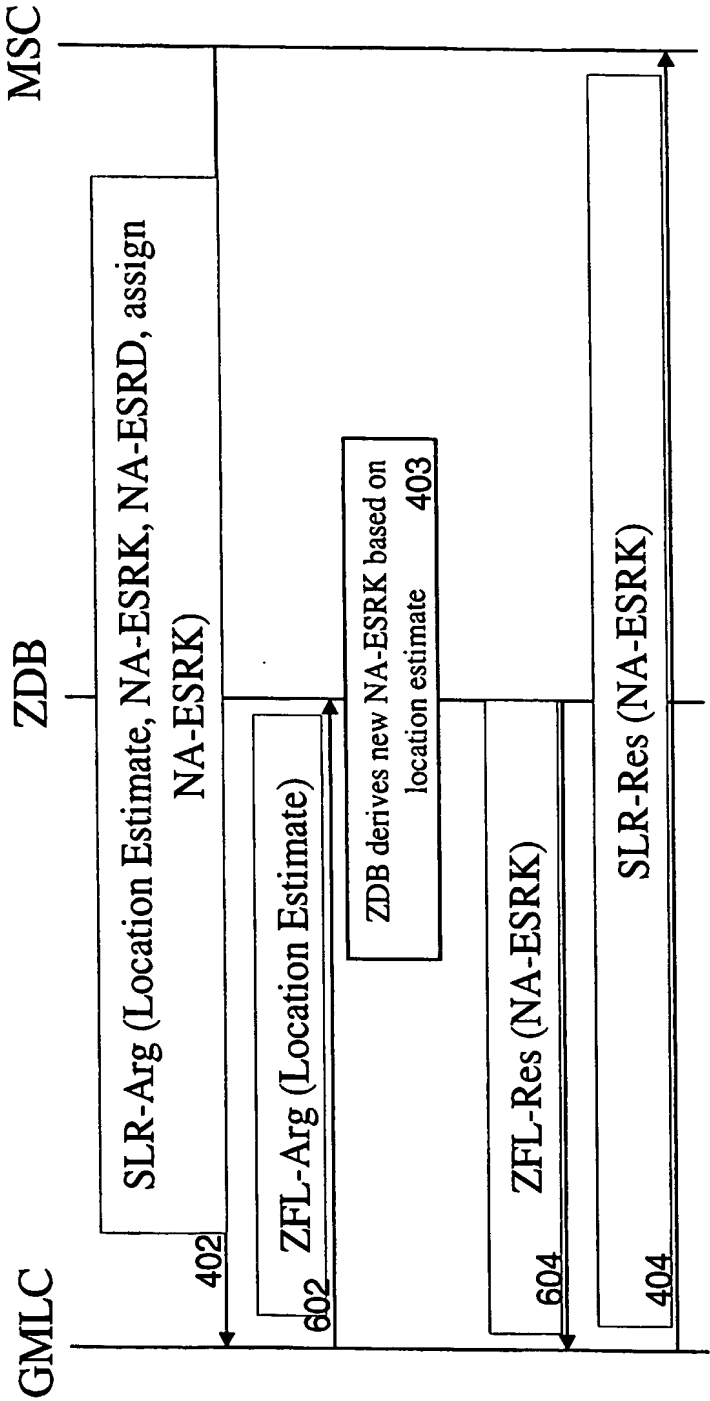 GMLC
ZDB
MSC
SLR-Arg (Location Estimate, NA-ESRK, NA-ESRD, assign
NA-ESRK)
402
ZFL-Arg (Location Estimate)
602
ZDB derives new NA-ESRK based on
location estimate 403
ZFL-Res (NA-ESRK)
604
SLR-Res (NA-ESRK)
404